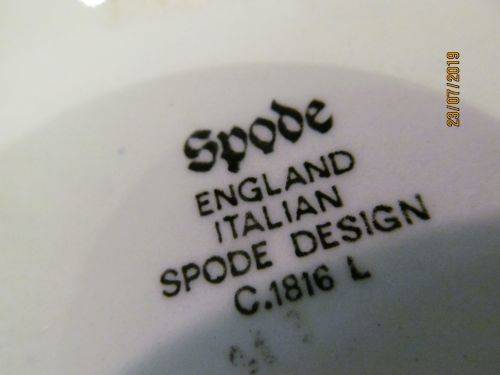 Spode
ENGLAND
ITALIAN
SPODE DESIGN
C.1816 L
23/07/2019